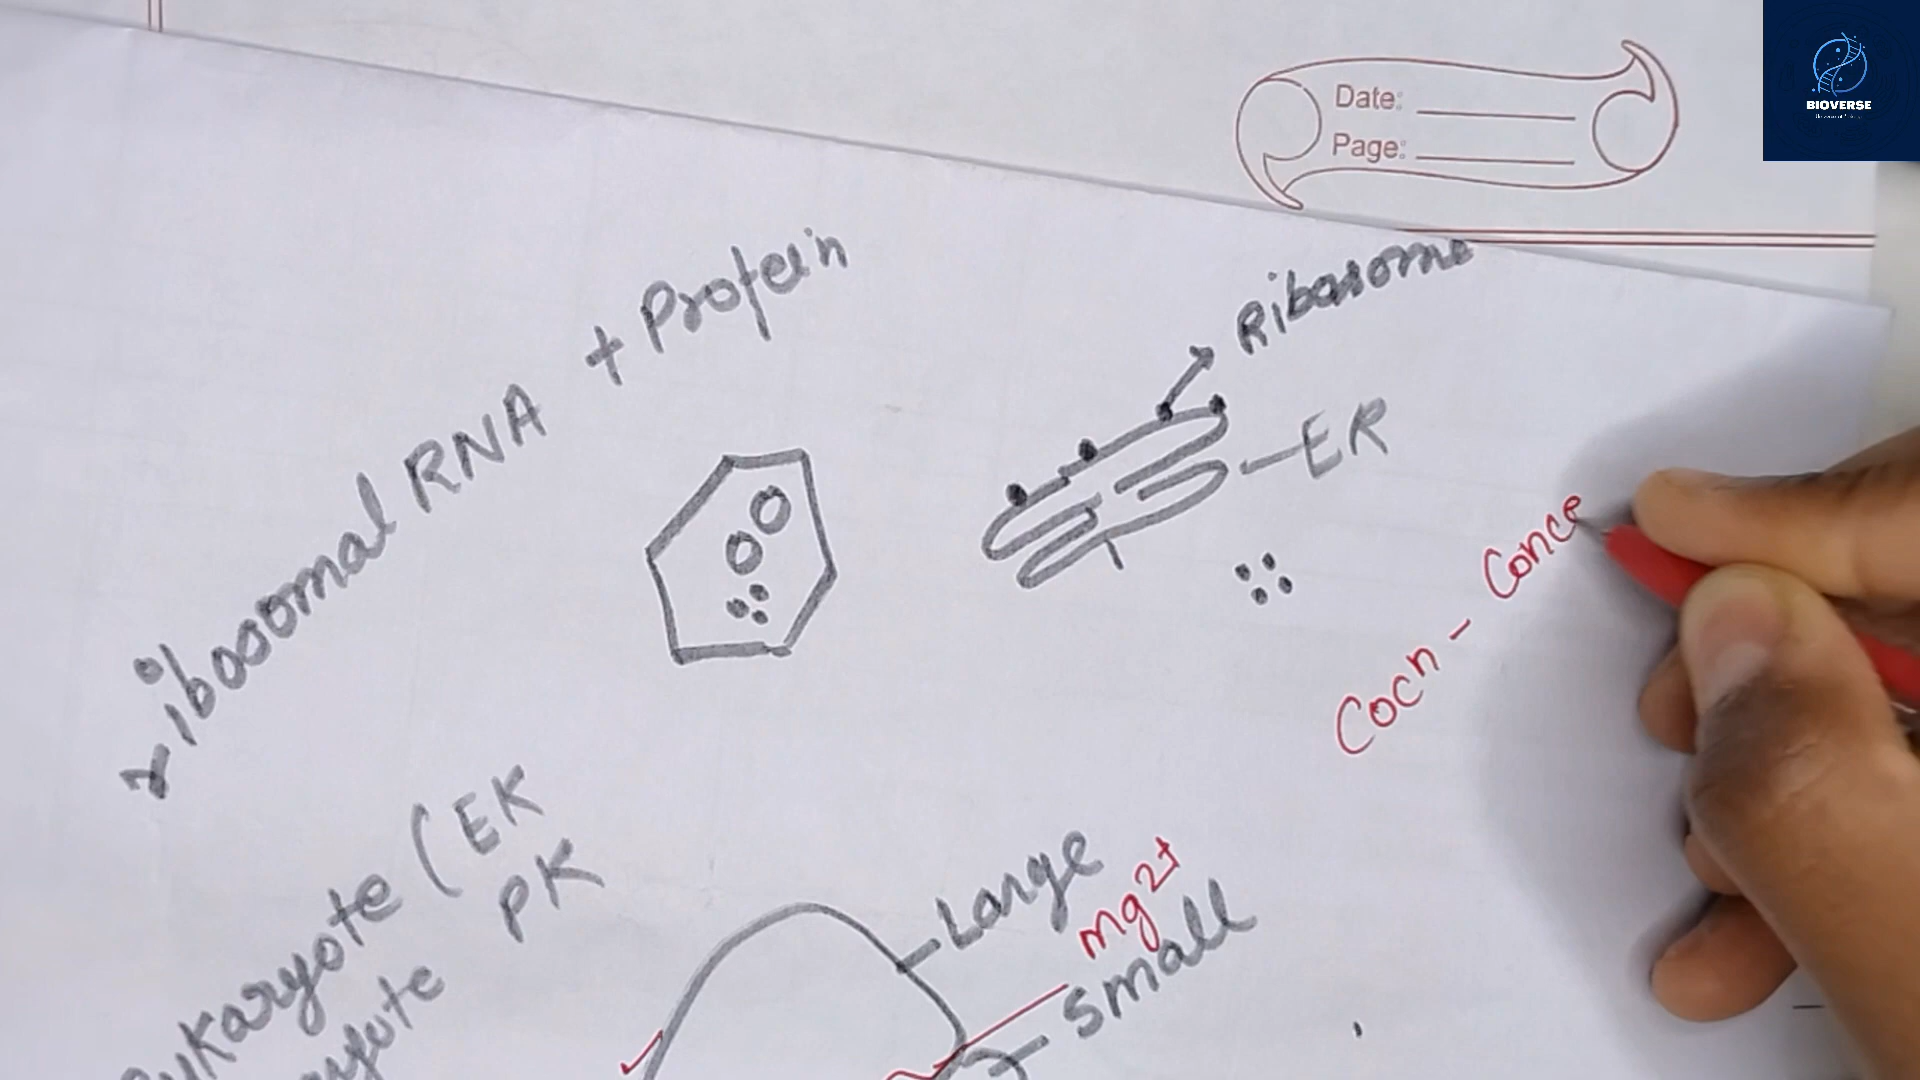 Date:
Page:
BIOVERSE
ribosomal RNA + Protein
Ribosome
ER
Cocn - Conce
Eukaryote (EK
PK
Large
mg2+
Small